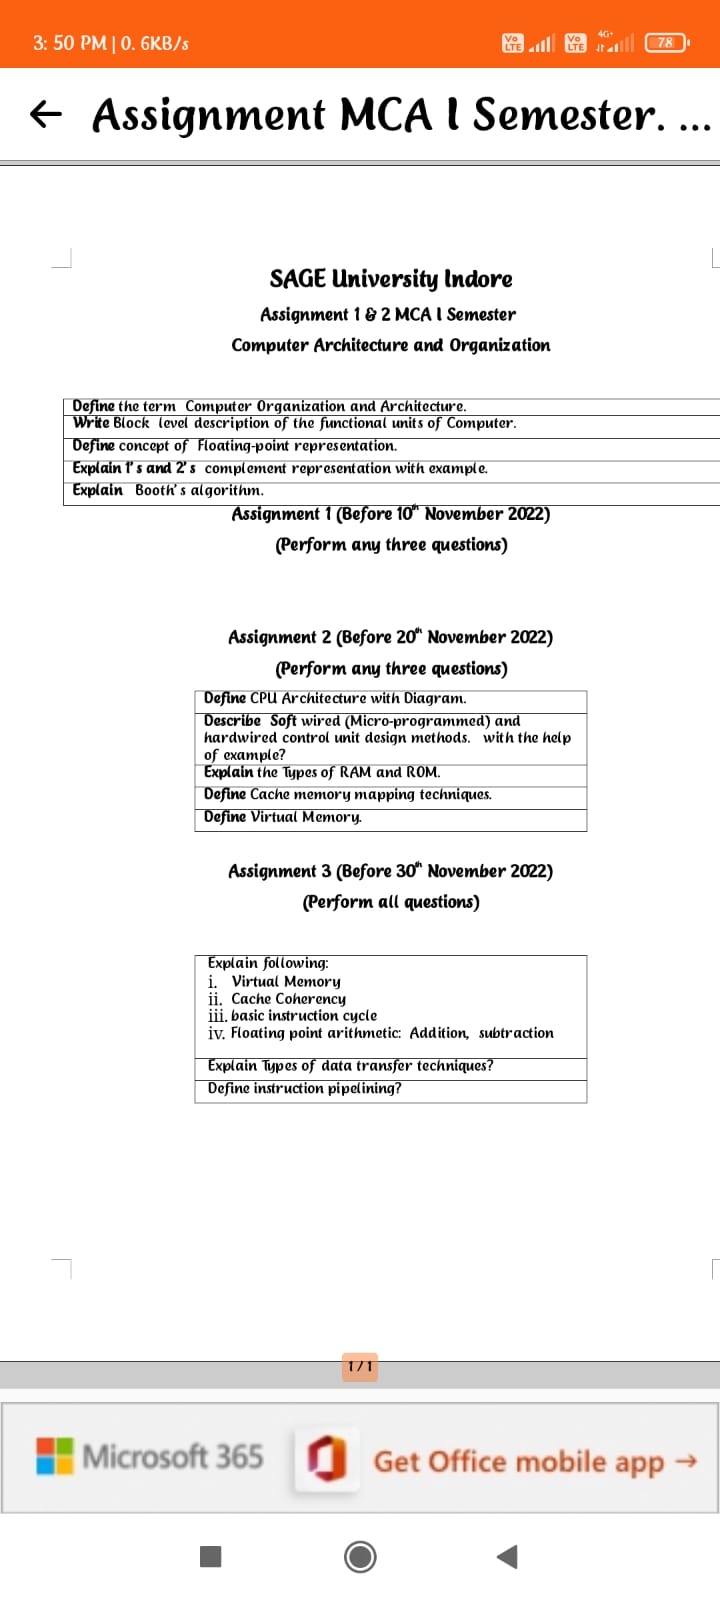 3: 50 PM | 0. 6KB/s
Vo LTE
Vo LTE
4G+
78
← Assignment MCA I Semester. ...
SAGE University Indore
Assignment 1 & 2 MCA I Semester
Computer Architecture and Organization
Define the term Computer Organization and Architecture.
Write Block level description of the functional units of Computer.
Define concept of Floating-point representation.
Explain 1's and 2's complement representation with example.
Explain Booth's algorithm.
Assignment 1 (Before 10th November 2022)
(Perform any three questions)
Assignment 2 (Before 20th November 2022)
(Perform any three questions)
Define CPU Architecture with Diagram.
Describe Soft wired (Micro-programmed) and
hardwired control unit design methods. with the help
of example?
Explain the Types of RAM and ROM.
Define Cache memory mapping techniques.
Define Virtual Memory.
Assignment 3 (Before 30th November 2022)
(Perform all questions)
Explain following:
i. Virtual Memory
ii. Cache Coherency
iii. basic instruction cycle
iv. Floating point arithmetic: Addition, subtraction
Explain Types of data transfer techniques?
Define instruction pipelining?
1 / 1
Microsoft 365
Get Office mobile app →